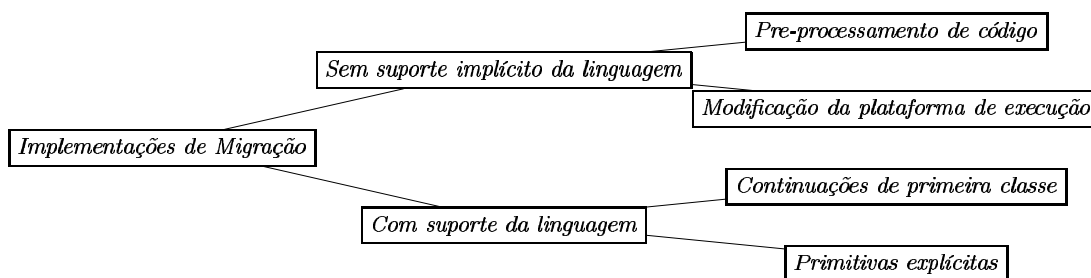 Pre-processamento de código
Sem suporte implícito da linguagem
Modificação da plataforma de execução
Implementações de Migração
Continuações de primeira classe
Com suporte da linguagem
Primitivas explícitas